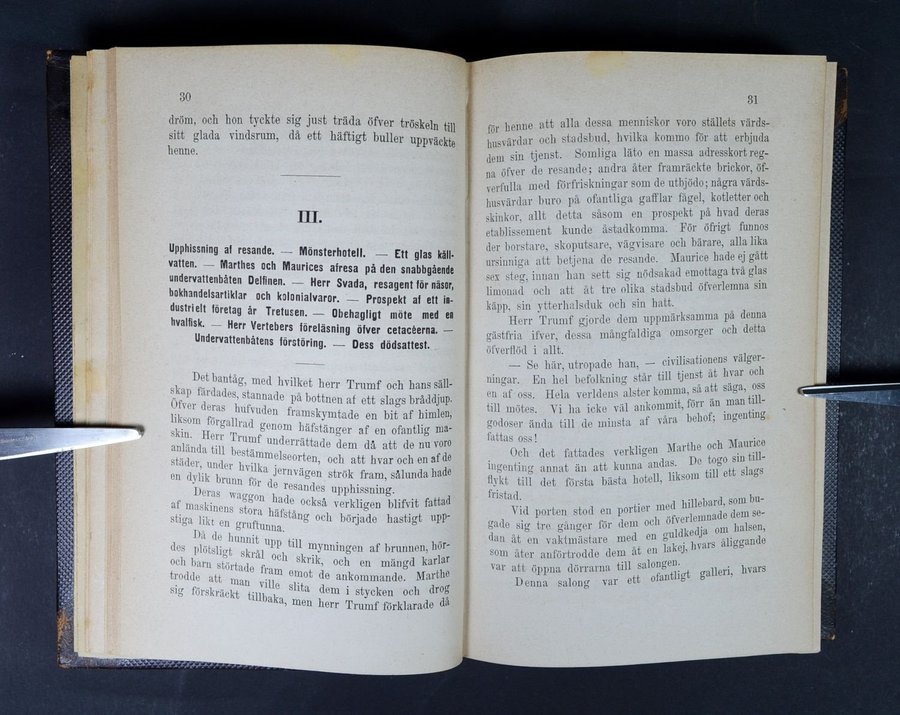 30
dröm, och hon tyckte sig just träda öfver tröskeln till
sitt glada vindsrum, då ett häftigt buller uppväckte
henne.
III.
Upphissning af resande. — Mönsterhotell. — Ett glas käll-
vatten. — Marthes och Maurices afresa på den snabbgående
undervattenbåten Delfinen. — Herr Svada, resagent för näsor,
bokhandelsartiklar och kolonialvaror. — Prospekt af ett in-
dustrielt företag år Tretusen. — Obehagligt möte med en
hvalfisk. — Herr Vertebers föreläsning öfver cetacéerna. —
Undervattenbåtens förstöring. — Dess dödsattest.
Det bantåg, med hvilket herr Trumf och hans säll-
skap färdades, stannade på bottnen af ett slags bråddjup.
Öfver deras hufvuden framskymtade en bit af himlen,
liksom förgallrad genom häfstänger af en ofantlig ma-
skin. Herr Trumf underrättade dem då att de nu voro
anlända till bestämmelseorten, och att hvar och en af de
städer, under hvilka jernvägen strök fram, sålunda hade
en dylik brunn för de resandes upphissning.
Deras waggon hade också verkligen blifvit fattad
af maskinens stora häfstång och började hastigt upp-
stiga likt en gruftunna.
Då de hunnit upp till mynningen af brunnen, hör-
des plötsligt skrål och skrik, och en mängd karlar
och barn störtade fram emot de ankommande. Marthe
trodde att man ville slita dem i stycken och drog
sig förskräckt tillbaka, men herr Trumf förklarade då
31
för henne att alla dessa menniskor voro ställets värds-
husvärdar och stadsbud, hvilka kommo för att erbjuda
dem sin tjenst. Somliga läto en massa adresskort reg-
na öfver de resande; andra åter framräckte brickor, öf-
verfulla med förfriskningar som de utbjödo; några värds-
husvärdar buro på ofantliga gafflar fågel, kotletter och
skinkor, allt detta såsom en prospekt på hvad deras
etablissement kunde åstadkomma. För öfrigt funnos
der borstare, skoputsare, vägvisare och bärare, alla lika
ursinniga att betjena de resande. Maurice hade ej gått
sex steg, innan han sett sig nödsakad emottaga två glas
limonad och att åt tre olika stadsbud öfverlemna sin
käpp, sin ytterhalsduk och sin hatt.
Herr Trumf gjorde dem uppmärksamma på denna
gästfria ifver, dessa mångfaldiga omsorger och detta
öfverflöd i allt.
— Se här, utropade han, — civilisationens välger-
ningar. En hel befolkning står till tjenst åt hvar och
en af oss. Hela verldens alster komma, så att säga, oss
till mötes. Vi ha icke väl ankommit, förr än man till-
godoser ända till de minsta af våra behof; ingenting
fattas oss!
Och det fattades verkligen Marthe och Maurice
ingenting annat än att kunna andas. De togo sin till-
flykt till det första bästa hotell, liksom till ett slags
fristad.
Vid porten stod en portier med hillebard, som bu-
gade sig tre gånger för dem och öfverlemnade dem se-
dan åt en vaktmästare med en guldkedja om halsen,
som åter anförtrodde dem åt en lakej, hvars åliggande
var att öppna dörrarna till salongen.
Denna salong var ett ofantligt galleri, hvars